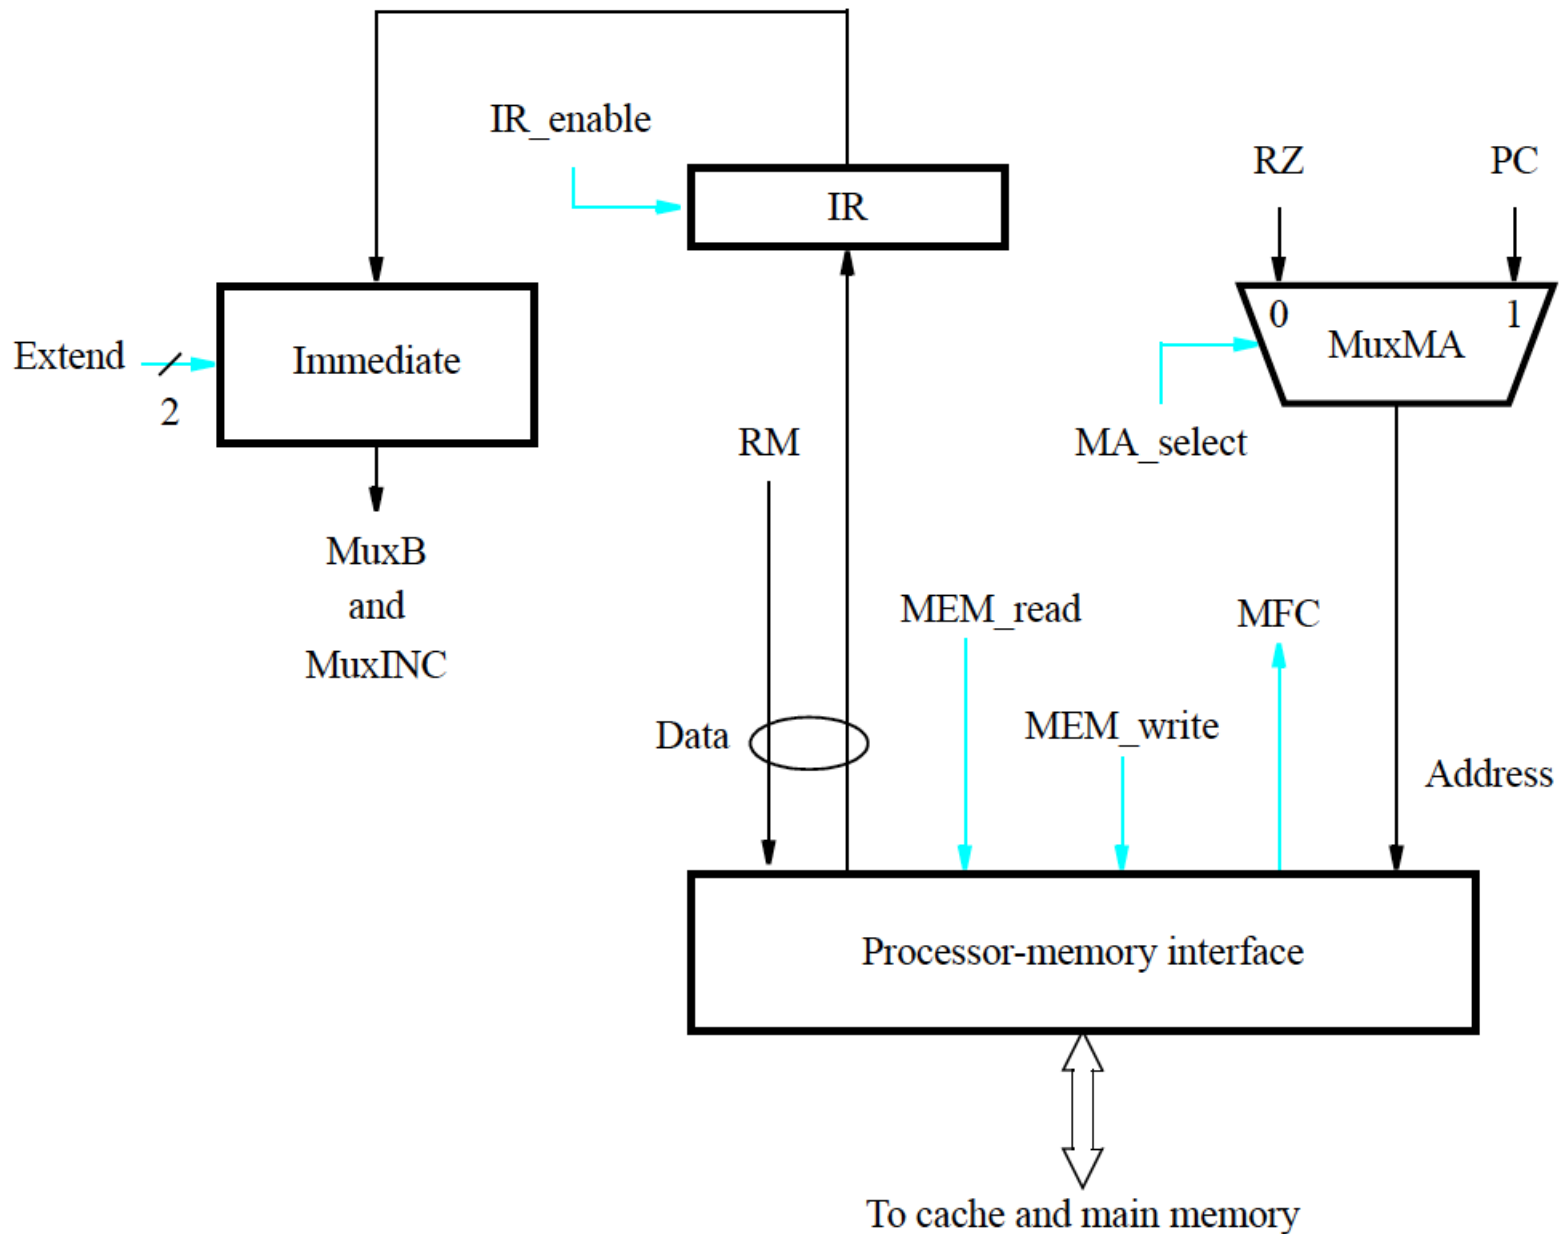 IR_enable
IR
RZ
PC
0
1
MuxMA
Extend
2
Immediate
RM
MA_select
MuxB
and
MuxINC
MEM_read
MFC
Data
MEM_write
Address
Processor-memory interface
To cache and main memory